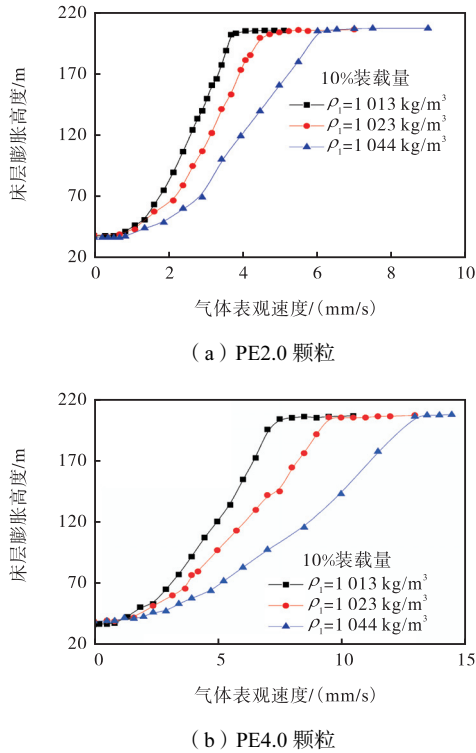 220
170
120
70
20
床层膨胀高度/m
10%装载量
ρ₁=1 013 kg/m³
ρ₁=1 023 kg/m³
ρ₁=1 044 kg/m³
0 2 4 6 8 10
气体表观速度/(mm/s)
（a）PE2.0 颗粒
220
170
120
70
20
床层膨胀高度/m
10%装载量
ρ₁=1 013 kg/m³
ρ₁=1 023 kg/m³
ρ₁=1 044 kg/m³
0 5 10 15
气体表观速度/(mm/s)
（b）PE4.0 颗粒